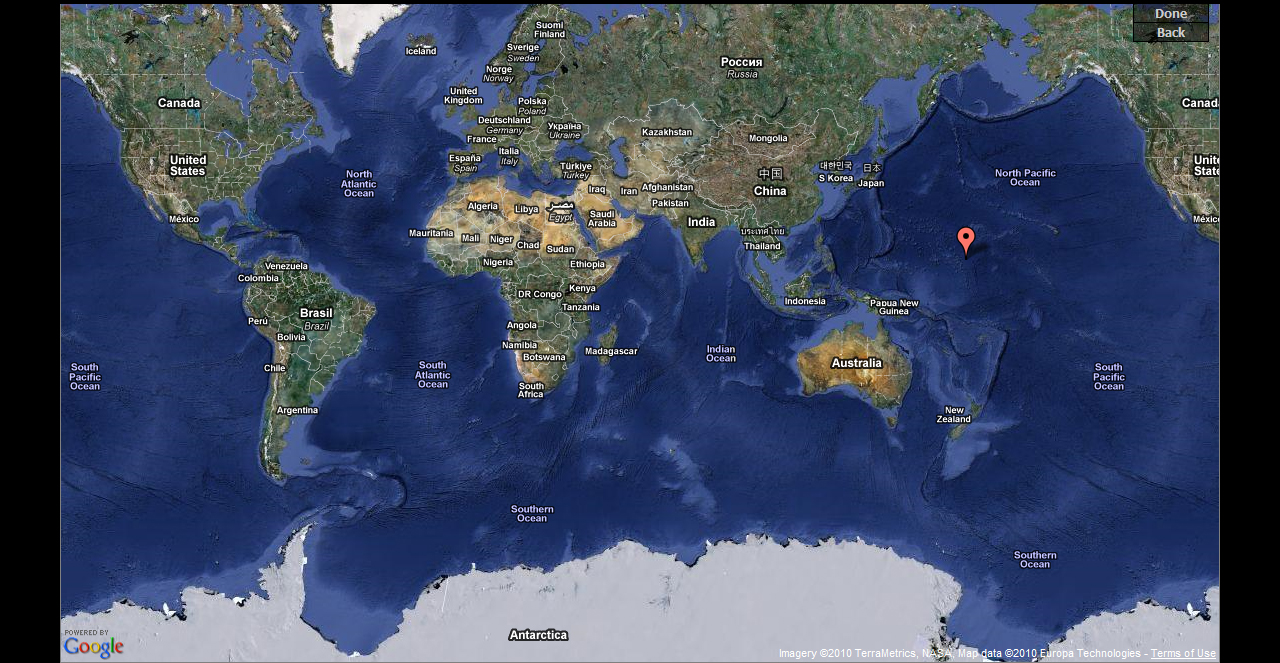 Done
Back
Suomi
Finland
Iceland
Sverige
Sweden
Norge
Norway
Россия
Russia
United
Kingdom
Polska
Poland
Canada
Canad
Deutschland
Germany
Україна
Ukraine
Kazakhstan
Mongolia
France
United
States
Italia
Italy
España
Spain
Türkiye
Turkey
中国
China
대한민국
S Korea
日本
Japan
Unite
State
North
Atlantic
Ocean
North Pacific
Ocean
Iraq
Iran
Afghanistan
Pakistan
Algeria
Libya
مصر
Egypt
Saudi
Arabia
México
Méxic
India
Mauritania
Mali
Niger
Chad
Sudan
ประเทศไทย
Thailand
Venezuela
Colombia
Nigeria
Ethiopia
DR Congo
Kenya
Tanzania
Indonesia
Papua New
Guinea
Perú
Brasil
Brazil
Bolivia
Angola
Namibia
Botswana
Madagascar
Indian
Ocean
Australia
South
Pacific
Ocean
Chile
South
Atlantic
Ocean
South
Africa
South
Pacific
Ocean
Argentina
New
Zealand
Southern
Ocean
Southern
Ocean
Antarctica
POWERED BY
Google
Imagery ©2010 TerraMetrics, NASA, Map data ©2010 Europa Technologies - Terms of Use